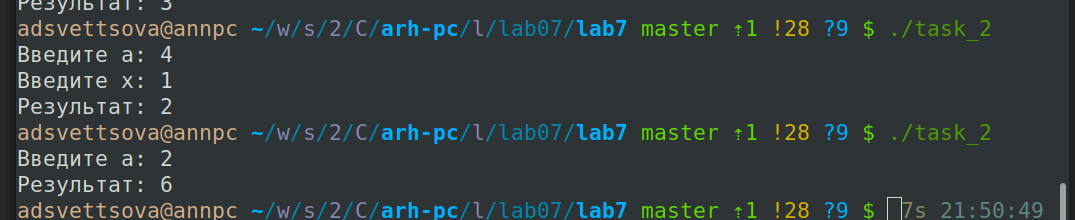 Результат: 3
adsvettsova@annpc ~/w/s/2/C/arh-pc/l/lab07/lab7 master ⇡1 !28 ?9 $ ./task_2
Введите a: 4
Введите x: 1
Результат: 2
adsvettsova@annpc ~/w/s/2/C/arh-pc/l/lab07/lab7 master ⇡1 !28 ?9 $ ./task_2
Введите a: 2
Результат: 6
adsvettsova@annpc ~/w/s/2/C/arh-pc/l/lab07/lab7 master ⇡1 !28 ?9 $ 7s 21:50:49